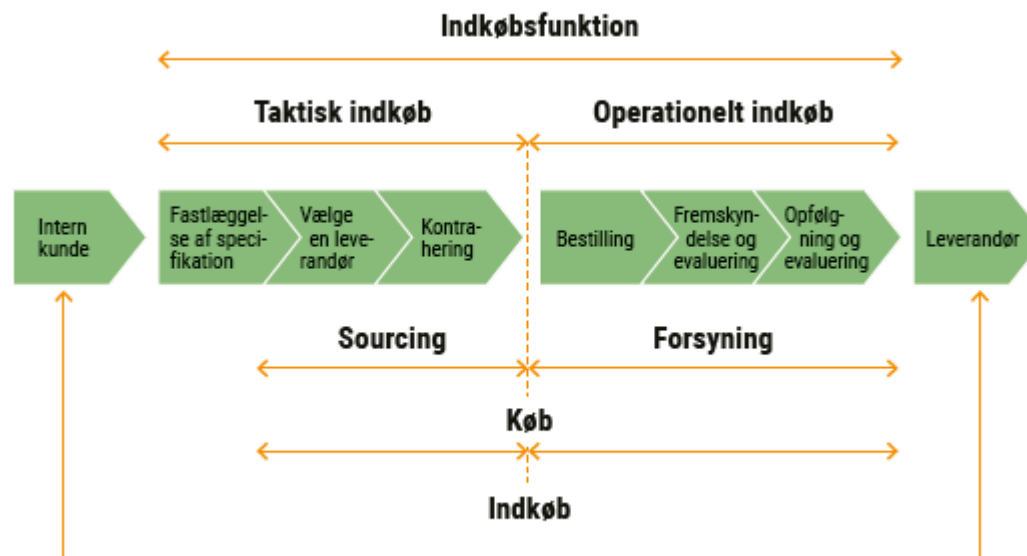 Indkøbsfunktion
Taktisk indkøb
Operationelt indkøb
Intern
kunde
Fastlæggel-
se af speci-
fikation
Vælge
en leve-
randør
Kontra-
hering
Bestilling
Fremskyn-
delse og
evaluering
Opfølg-
ning og
evaluering
Leverandør
Sourcing
Forsyning
Køb
Indkøb